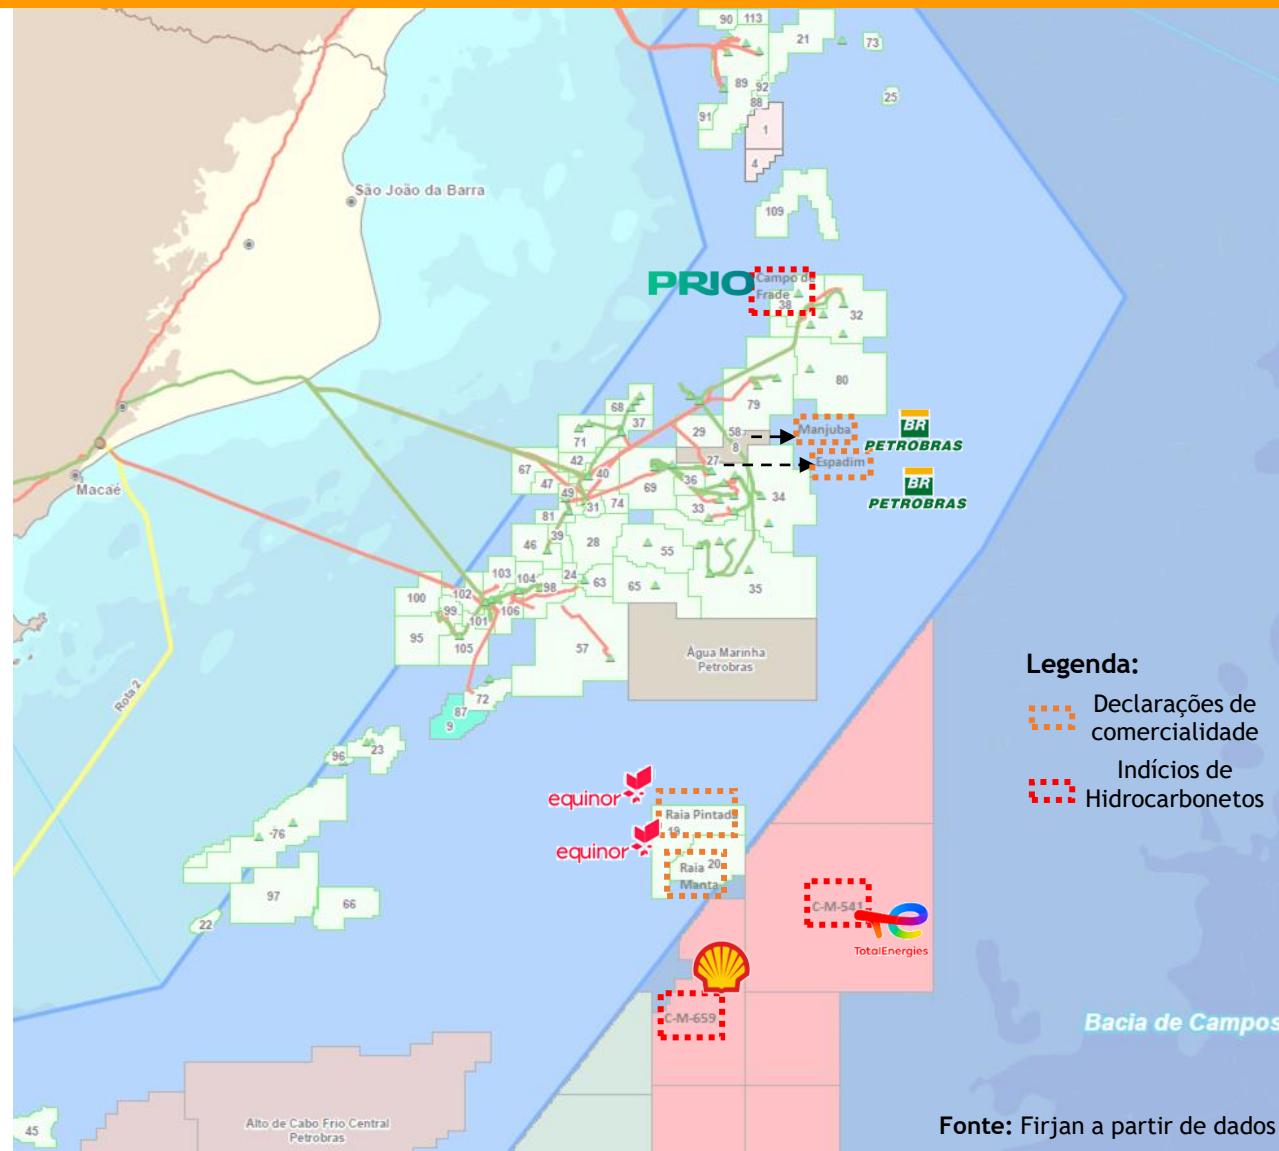 90 113
21
73
89 92
88
25
91
1
4
São João da Barra
109
PRIO
Campo de
Frade
38
32
80
79
68
37
29
58
8
Manjuba
BR
PETROBRAS
71
42
27
Espadim
BR
PETROBRAS
67
47
40
69
36
34
Macaé
49
31
74
33
81
39
46
28
55
103
104
98
24
63
65
35
100
102
99
101
106
95
105
57
Água Marinha
Petrobras
Rota 2
72
87
9
96
23
equinor
Raia Pintada
19
equinor
Raia 20
Manta
76
97
66
22
C-M-541
TotalEnergies
C-M-659
Legenda:
Declarações de
comercialidade
Indícios de
Hidrocarbonetos
Bacia de Campos
Alto de Cabo Frio Central
Petrobras
45
Fonte: Firjan a partir de dados